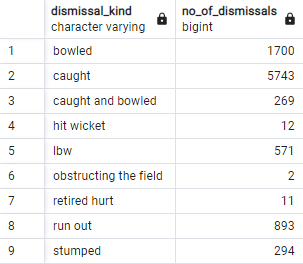 dismissal_kind no_of_dismissals
character varying bigint
1 bowled 1700
2 caught 5743
3 caught and bowled 269
4 hit wicket 12
5 lbw 571
6 obstructing the field 2
7 retired hurt 11
8 run out 893
9 stumped 294